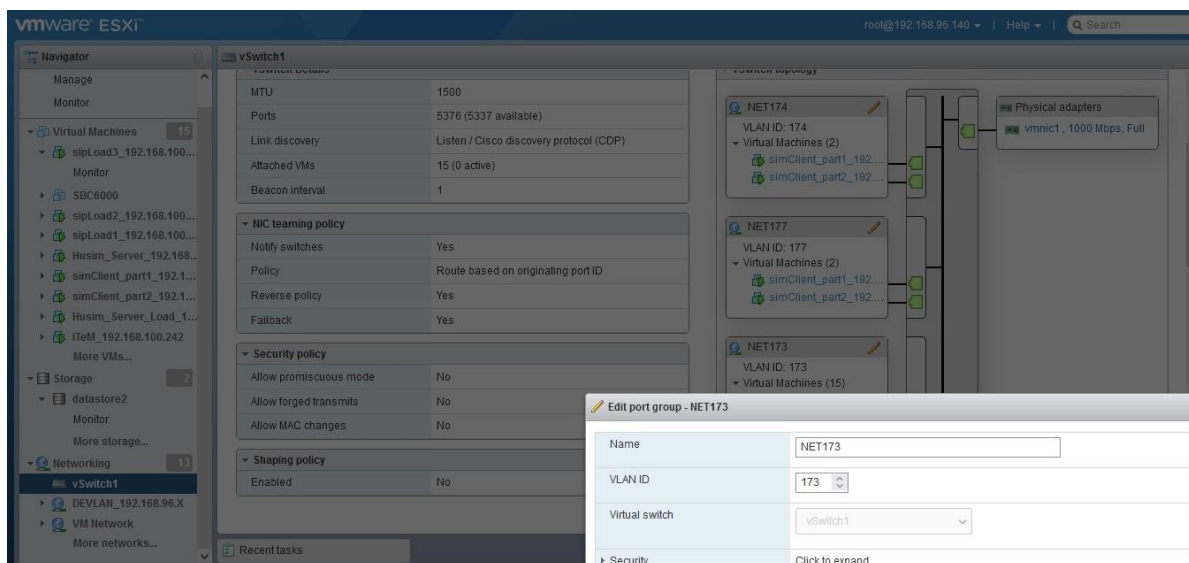 vmware ESXi™
root@192.168.96.140 | Help | Search
Navigator
Manage
Monitor
Virtual Machines 15
sipLoad3_192.168.100....
Monitor
SBC6000
sipLoad2_192.168.100....
sipLoad1_192.168.100....
Husim_Server_192.168...
simClient_part1_192.1...
simClient_part2_192.1...
Husim_Server_Load_1...
iTeM_192.168.100.242
More VMs...
Storage 2
datastore2
Monitor
More storage...
Networking 13
vSwitch1
DEVLAN_192.168.96.X
VM Network
More networks...
vSwitch1
vSwitch Details
MTU 1500
Ports 5376 (5337 available)
Link discovery Listen / Cisco discovery protocol (CDP)
Attached VMs 15 (0 active)
Beacon interval 1
NIC teaming policy
Notify switches Yes
Policy Route based on originating port ID
Reverse policy Yes
Failback Yes
Security policy
Allow promiscuous mode No
Allow forged transmits No
Allow MAC changes No
Shaping policy
Enabled No
vSwitch topology
NET174
VLAN ID: 174
Virtual Machines (2)
simClient_part1_192....
simClient_part2_192....
NET177
VLAN ID: 177
Virtual Machines (2)
simClient_part1_192....
simClient_part2_192....
NET173
VLAN ID: 173
Virtual Machines (15)
Physical adapters
vmnic1 , 1000 Mbps, Full
Recent tasks
Edit port group - NET173
Name NET173
VLAN ID 173
Virtual switch vSwitch1
Security Click to expand